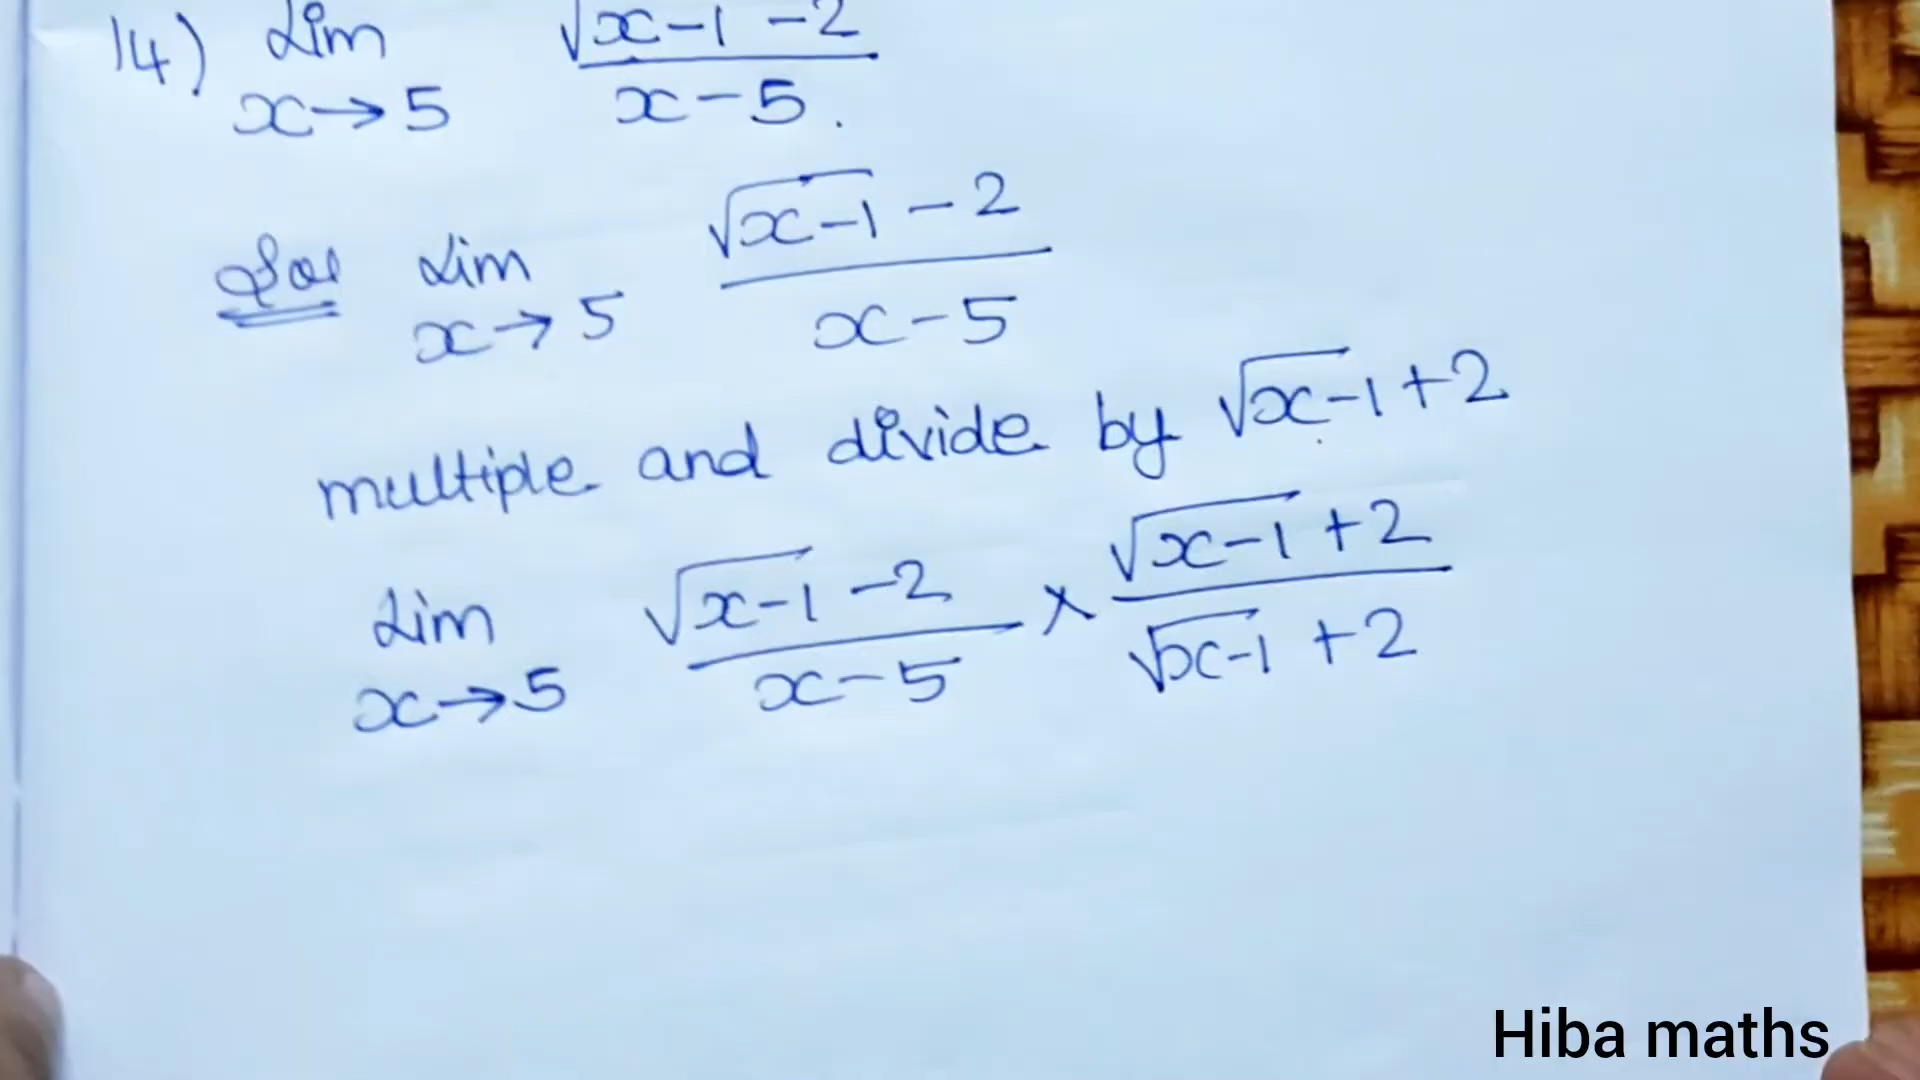 14) Lim x→5 √x-1 -2 / x-5.
Sol Lim x→5 √x-1 - 2 / x-5
multiple and divide by √x-1 +2
Lim x→5 √x-1 -2 / x-5 × √x-1 +2 / √x-1 +2
Hiba maths